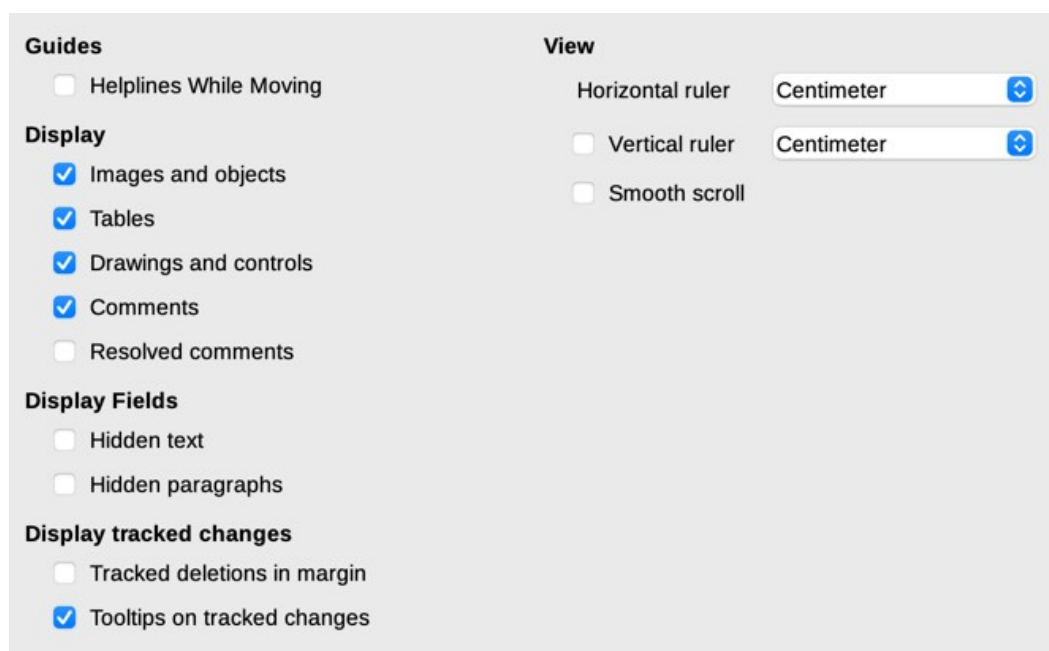 Guides
Helplines While Moving
Display
Images and objects
Tables
Drawings and controls
Comments
Resolved comments
Display Fields
Hidden text
Hidden paragraphs
Display tracked changes
Tracked deletions in margin
Tooltips on tracked changes
View
Horizontal ruler Centimeter
Vertical ruler Centimeter
Smooth scroll